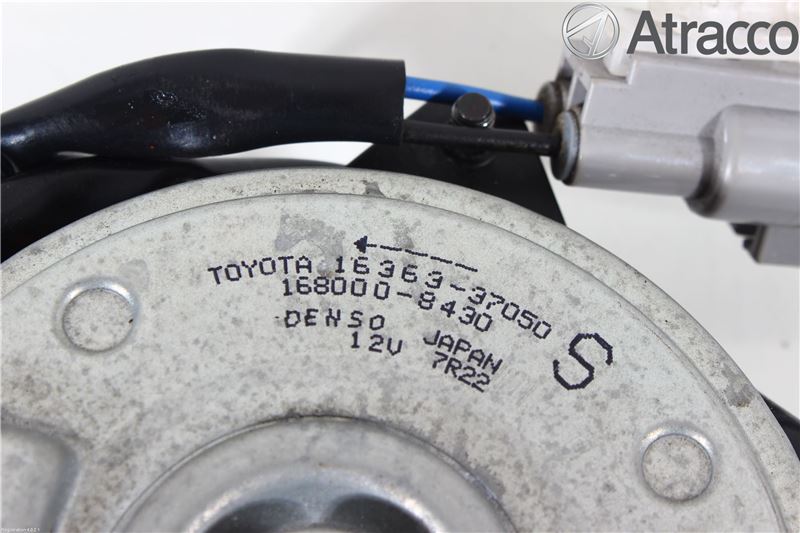 Atracco
TOYOTA 16363-37050
168000-8430
DENSO JAPAN
12V 7R22
S